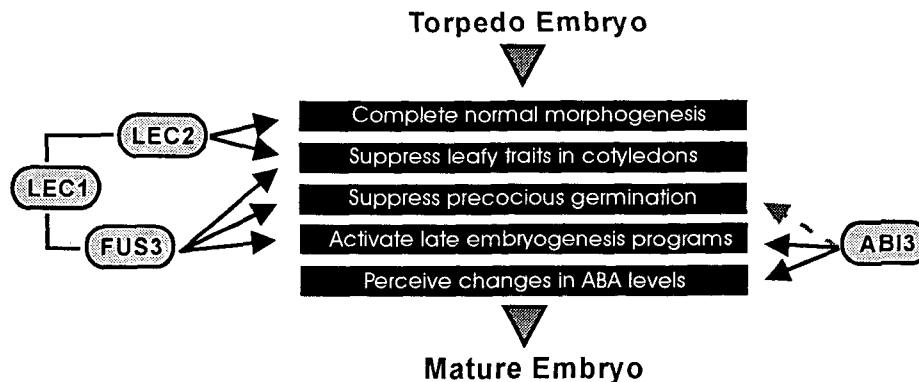 Torpedo Embryo
Complete normal morphogenesis
LEC2
Suppress leafy traits in cotyledons
LEC1
Suppress precocious germination
FUS3
Activate late embryogenesis programs
ABI3
Perceive changes in ABA levels
Mature Embryo